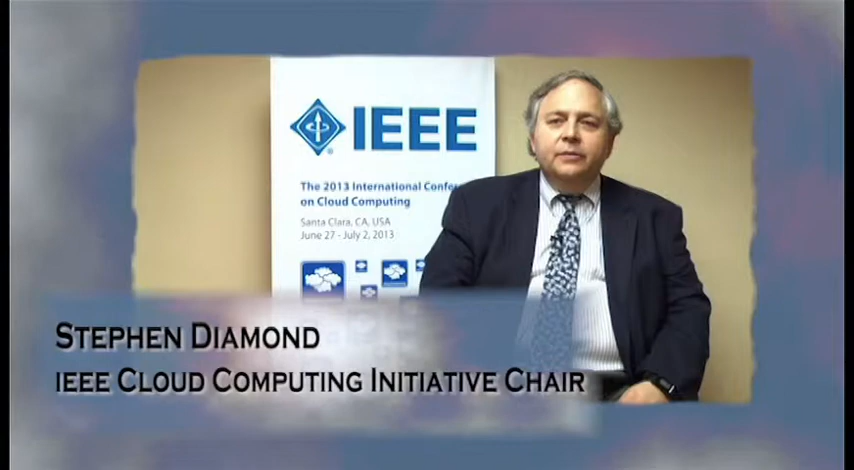 IEEE
The 2013 International Confe
on Cloud Computing
Santa Clara, CA, USA
June 27 - July 2, 2013
STEPHEN DIAMOND
IEEE CLOUD COMPUTING INITIATIVE CHAIR